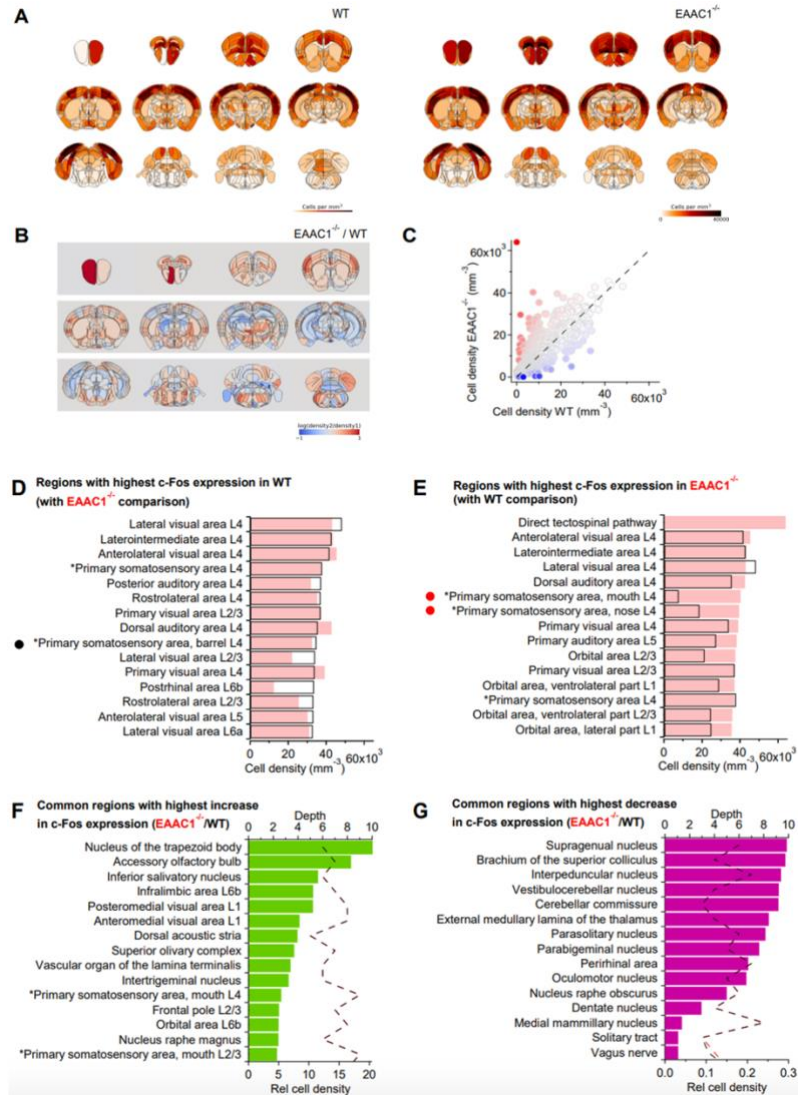 A
WT
EAAC1-/-
Cells per mm3
Cells per mm3
0
B
EAAC1-/- / WT
log(density2/density1)
−1
1
C
60x10³
40
20
0
Cell density EAAC1-/- (mm-3)
0
20
40
60x10³
Cell density WT (mm-3)
D
Regions with highest c-Fos expression in WT
(with EAAC1-/- comparison)
Lateral visual area L4
Laterointermediate area L4
Anterolateral visual area L4
*Primary somatosensory area L4
Posterior auditory area L4
Rostrolateral area L4
Primary visual area L2/3
Dorsal auditory area L4
*Primary somatosensory area, barrel L4
Lateral visual area L2/3
Primary visual area L4
Postrhinal area L6b
Rostrolateral area L2/3
Anterolateral visual area L5
Lateral visual area L6a
0 20 40 60x10³
Cell density (mm-3)
E
Regions with highest c-Fos expression in EAAC1-/-
(with WT comparison)
Direct tectospinal pathway
Anterolateral visual area L4
Laterointermediate area L4
Lateral visual area L4
Dorsal auditory area L4
*Primary somatosensory area, mouth L4
*Primary somatosensory area, nose L4
Primary visual area L4
Primary auditory area L5
Orbital area L2/3
Primary visual area L2/3
Orbital area, ventrolateral part L1
*Primary somatosensory area L4
Orbital area, ventrolateral part L2/3
Orbital area, lateral part L1
0 20 40 60x10³
Cell density (mm-3)
F
Common regions with highest increase
in c-Fos expression (EAAC1-/-/WT)
Depth
0 2 4 6 8 10
Nucleus of the trapezoid body
Accessory olfactory bulb
Inferior salivatory nucleus
Infralimbic area L6b
Posteromedial visual area L1
Anteromedial visual area L1
Dorsal acoustic stria
Superior olivary complex
Vascular organ of the lamina terminalis
Intertrigeminal nucleus
*Primary somatosensory area, mouth L4
Frontal pole L2/3
Orbital area L6b
Nucleus raphe magnus
*Primary somatosensory area, mouth L2/3
0 5 10 15 20
Rel cell density
G
Common regions with highest decrease
in c-Fos expression (EAAC1-/-/WT)
Depth
0 2 4 6 8 10
Supragenual nucleus
Brachium of the superior colliculus
Interpeduncular nucleus
Vestibulocerebellar nucleus
Cerebellar commissure
External medullary lamina of the thalamus
Parasolitary nucleus
Parabigeminal nucleus
Perirhinal area
Oculomotor nucleus
Nucleus raphe obscurus
Dentate nucleus
Medial mammillary nucleus
Solitary tract
Vagus nerve
0 0.1 0.2 0.3
Rel cell density